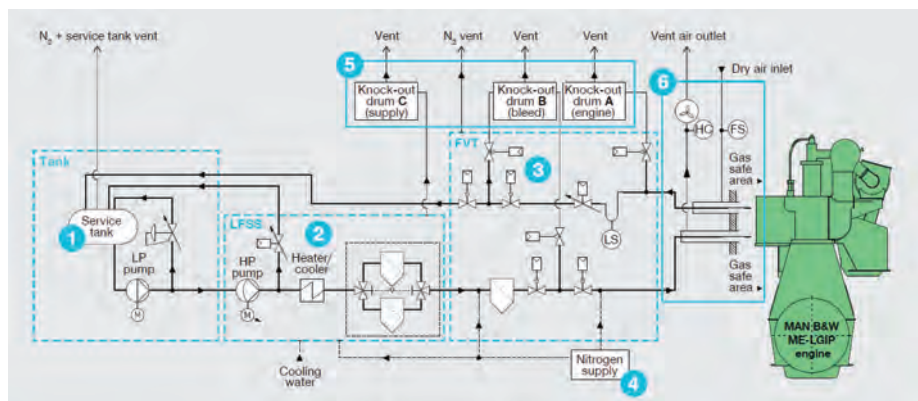 N₂ + service tank vent
Vent
N₂ vent
Vent
Vent
Vent air outlet
Dry air inlet
5
Knock-out
drum C
(supply)
Knock-out
drum B
(bleed)
Knock-out
drum A
(engine)
6
HC
FS
Gas
safe
area
Tank
FVT
3
1
Service
tank
LP
pump
M
LFSS
2
HP
pump
M
Heater/
cooler
LS
Gas
safe
area
Cooling
water
Nitrogen
supply
4
MAN B&W
ME-LGIP
engine